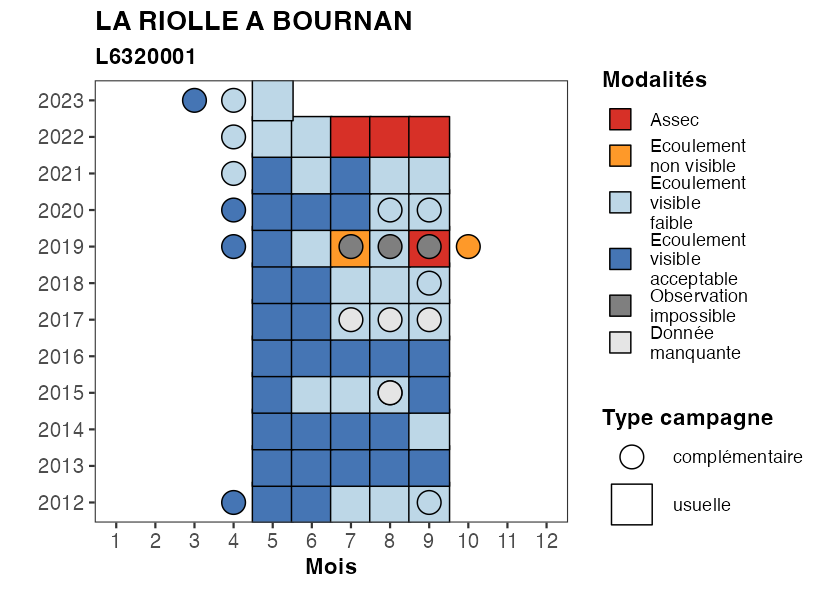 LA RIOLLE A BOURNAN
L6320001
2023
2022
2021
2020
2019
2018
2017
2016
2015
2014
2013
2012
1 2 3 4 5 6 7 8 9 10 11 12
Mois
Modalités
Assec
Ecoulement
non visible
Ecoulement
visible
faible
Ecoulement
visible
acceptable
Observation
impossible
Donnée
manquante
Type campagne
complémentaire
usuelle